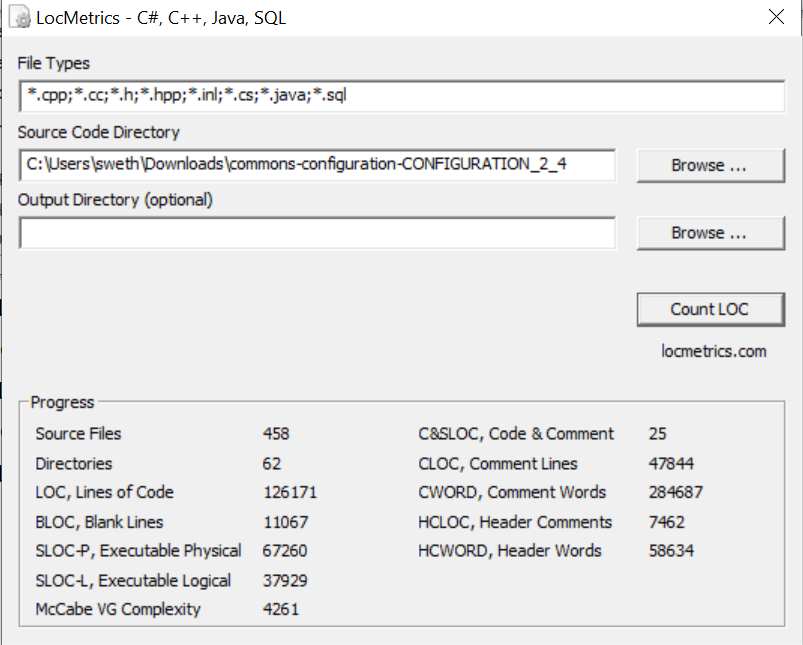 LocMetrics - C#, C++, Java, SQL
File Types
*.cpp;*.cc;*.h;*.hpp;*.inl;*.cs;*.java;*.sql
Source Code Directory
C:\Users\sweth\Downloads\commons-configuration-CONFIGURATION_2_4
Browse ...
Output Directory (optional)
Browse ...
Count LOC
locmetrics.com
Progress
Source Files 458 C&SLOC, Code & Comment 25
Directories 62 CLOC, Comment Lines 47844
LOC, Lines of Code 126171 CWORD, Comment Words 284687
BLOC, Blank Lines 11067 HCLOC, Header Comments 7462
SLOC-P, Executable Physical 67260 HCWORD, Header Words 58634
SLOC-L, Executable Logical 37929
McCabe VG Complexity 4261